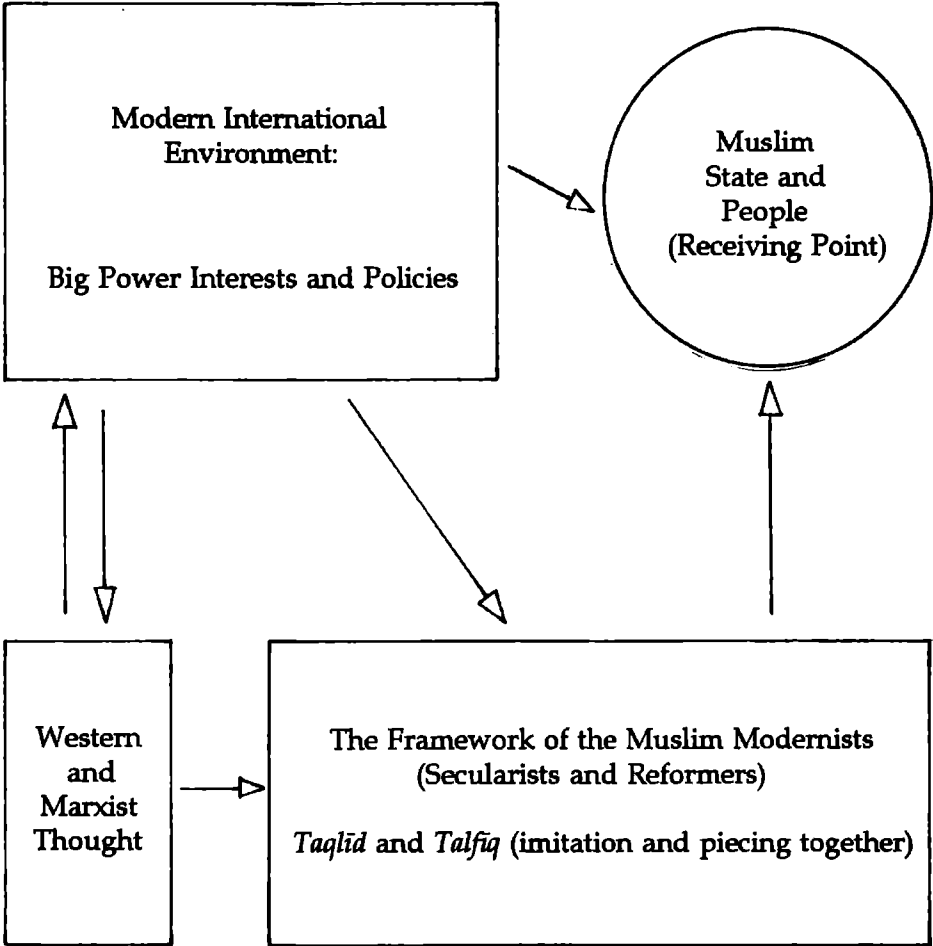 Modern International
Environment:
Big Power Interests and Policies
Muslim
State and
People
(Receiving Point)
Western
and
Marxist
Thought
The Framework of the Muslim Modernists
(Secularists and Reformers)
Taqlīd and Talfīq (imitation and piecing together)